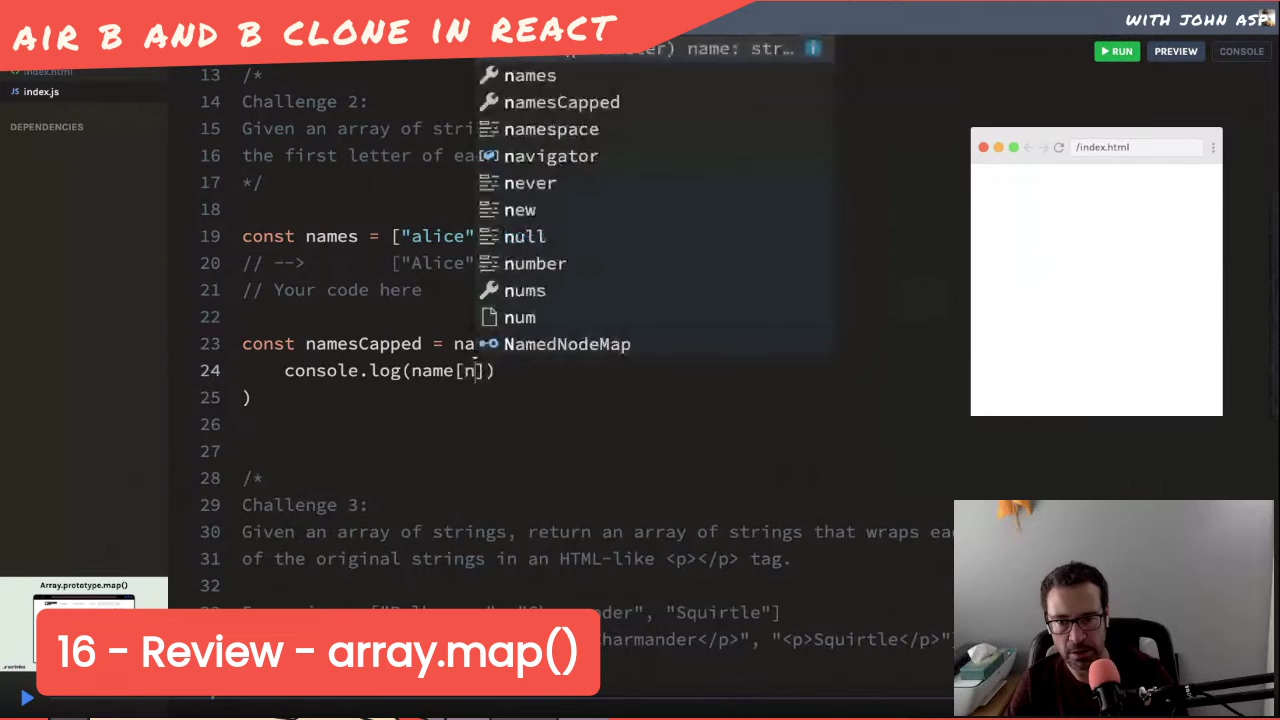 AIR B AND B CLONE IN REACT
WITH JOHN ASP
index.html
JS index.js
DEPENDENCIES
RUN
PREVIEW
CONSOLE
/index.html
name: str…
names
namesCapped
namespace
navigator
never
new
null
number
nums
num
NamedNodeMap
13 /*
14 Challenge 2:
15 Given an array of stri
16 the first letter of ea
17 */
18
19 const names = ["alice"
20 // --> ["Alice"
21 // Your code here
22
23 const namesCapped = na
24 console.log(name[n])
25 )
26
27
28 /*
29 Challenge 3:
30 Given an array of strings, return an array of strings that wraps ea
31 of the original strings in an HTML-like <p></p> tag.
32
"Squirtle"]
harmander</p>", "<p>Squirtle</p>"
Array.prototype.map()
16 - Review - array.map()